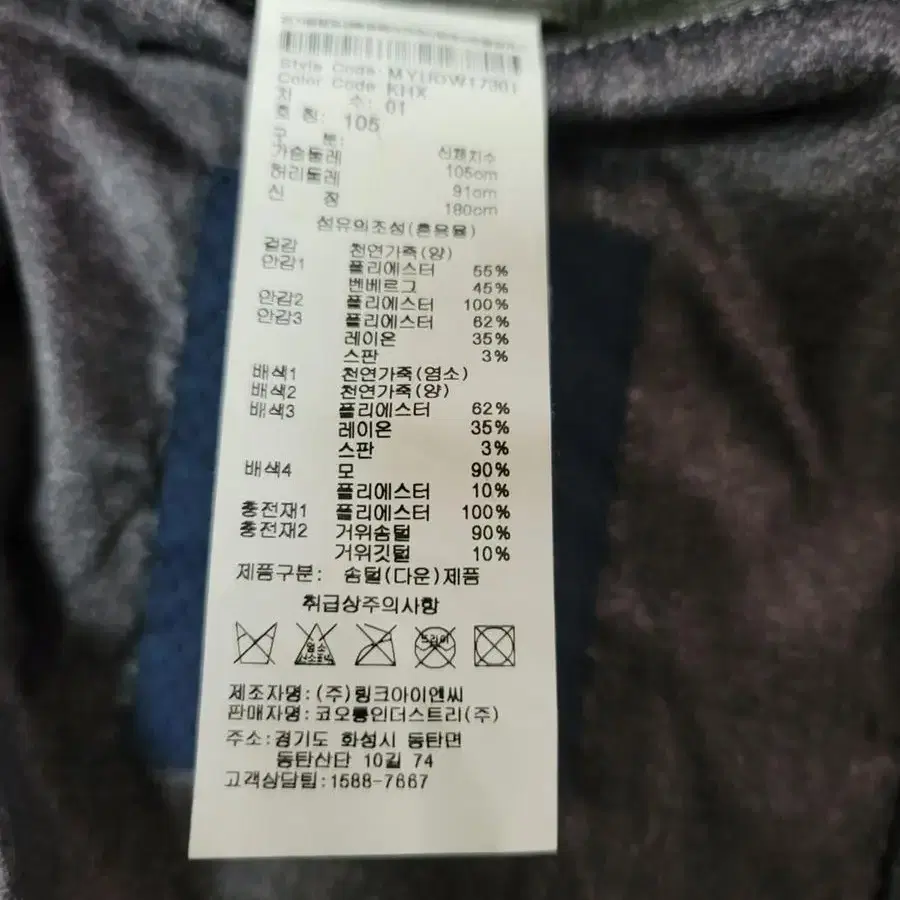 Style Code: MYUOW17301
Color Code: KHX
치 수: 01
호 칭: 105
구 분: 신체치수
가슴둘레 105cm
허리둘레 91cm
신 장 180cm
섬유의조성(혼용율)
겉감 천연가죽(양)
안감1 폴리에스터 55%
벤베르그 45%
안감2 폴리에스터 100%
안감3 폴리에스터 62%
레이온 35%
스판 3%
배색1 천연가죽(염소)
배색2 천연가죽(양)
배색3 폴리에스터 62%
레이온 35%
스판 3%
배색4 모 90%
폴리에스터 10%
충전재1 폴리에스터 100%
충전재2 거위솜털 90%
거위깃털 10%
제품구분: 솜털(다운)제품
취급상주의사항
염소 산소 드라이
제조자명:(주)링크아이엔씨
판매자명:코오롱인더스트리(주)
주소:경기도 화성시 동탄면
동탄산단 10길 74
고객상담팀:1588-7667